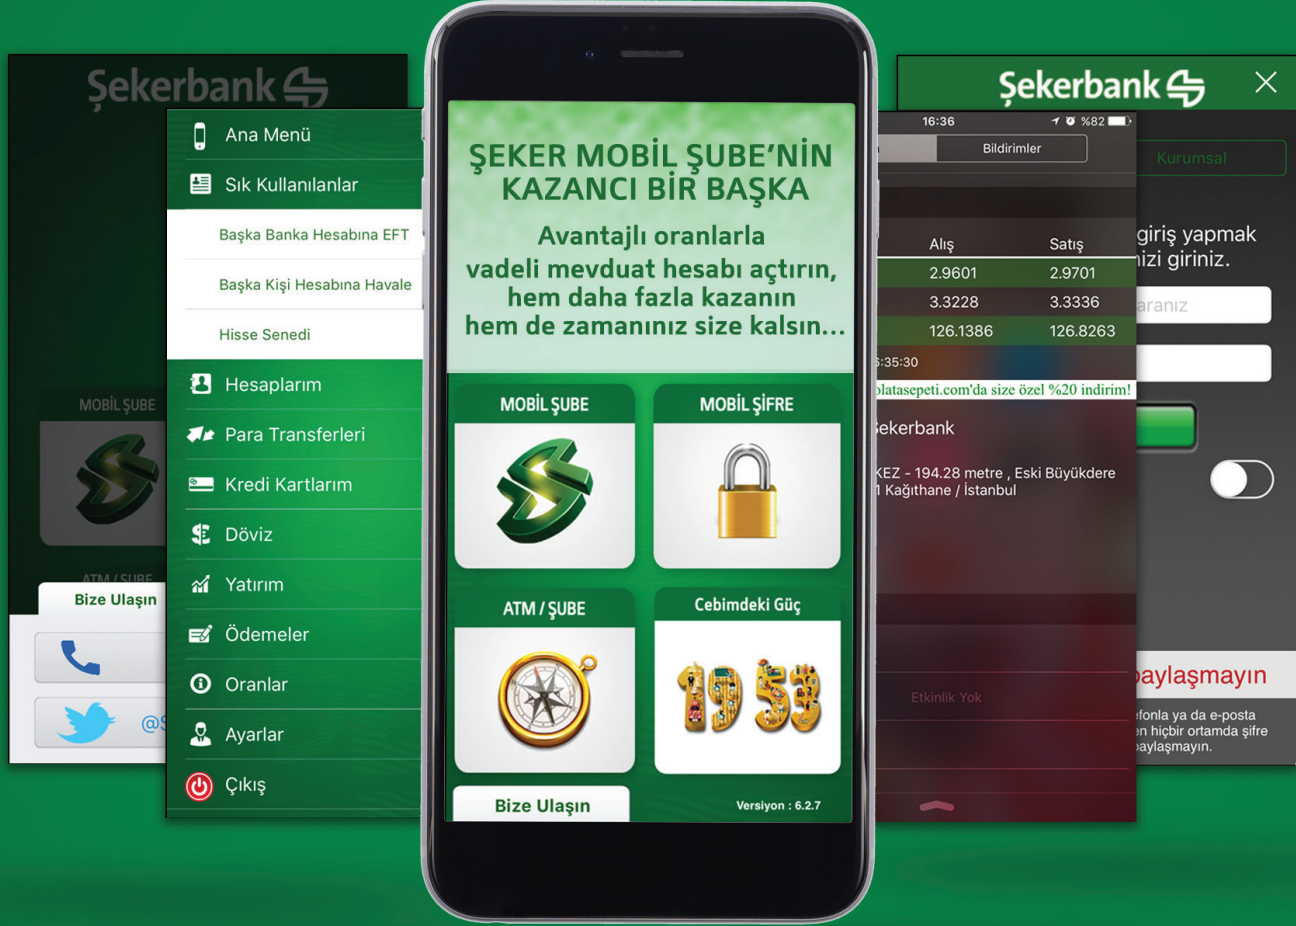 Şekerbank
MOBİL ŞUBE
ATM / ŞUBE
Bize Ulaşın
Ana Menü
Sık Kullanılanlar
Başka Banka Hesabına EFT
Başka Kişi Hesabına Havale
Hisse Senedi
Hesaplarım
Para Transferleri
Kredi Kartlarım
Döviz
Yatırım
Ödemeler
Oranlar
Ayarlar
Çıkış
ŞEKER MOBİL ŞUBE'NİN
KAZANCI BİR BAŞKA
Avantajlı oranlarla
vadeli mevduat hesabı açtırın,
hem daha fazla kazanın
hem de zamanınız size kalsın...
MOBİL ŞUBE
MOBİL ŞİFRE
ATM / ŞUBE
Cebimdeki Güç
1953
Bize Ulaşın
Versiyon : 6.2.7
16:36
%82
Bildirimler
Alış Satış
2.9601 2.9701
3.3228 3.3336
126.1386 126.8263
:35:30
olatasepeti.com'da size özel %20 indirim!
ekerbank
KEZ - 194.28 metre , Eski Büyükdere
1 Kağıthane / İstanbul
Etkinlik Yok
Şekerbank
Kurumsal
giriş yapmak
nizi giriniz.
aranız
paylaşmayın
efonla ya da e-posta
en hiçbir ortamda şifre
paylaşmayın.